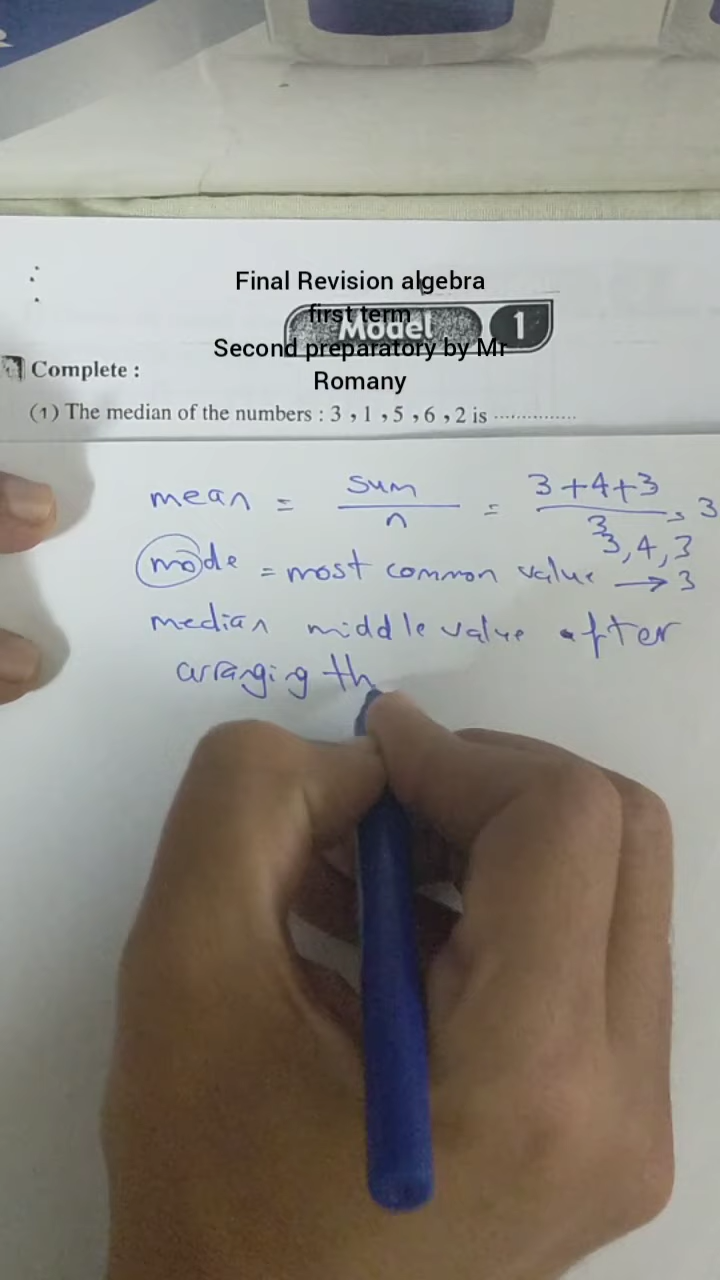 Final Revision algebra
first term
Model 1
Second preparatory by Mr
Romany
Complete :
(1) The median of the numbers : 3 , 1 , 5 , 6 , 2 is ................
mean = sum / n = 3+4+3 / 3 , 3
3, 4, 3
mode = most common value → 3
median middle value after
arranging th